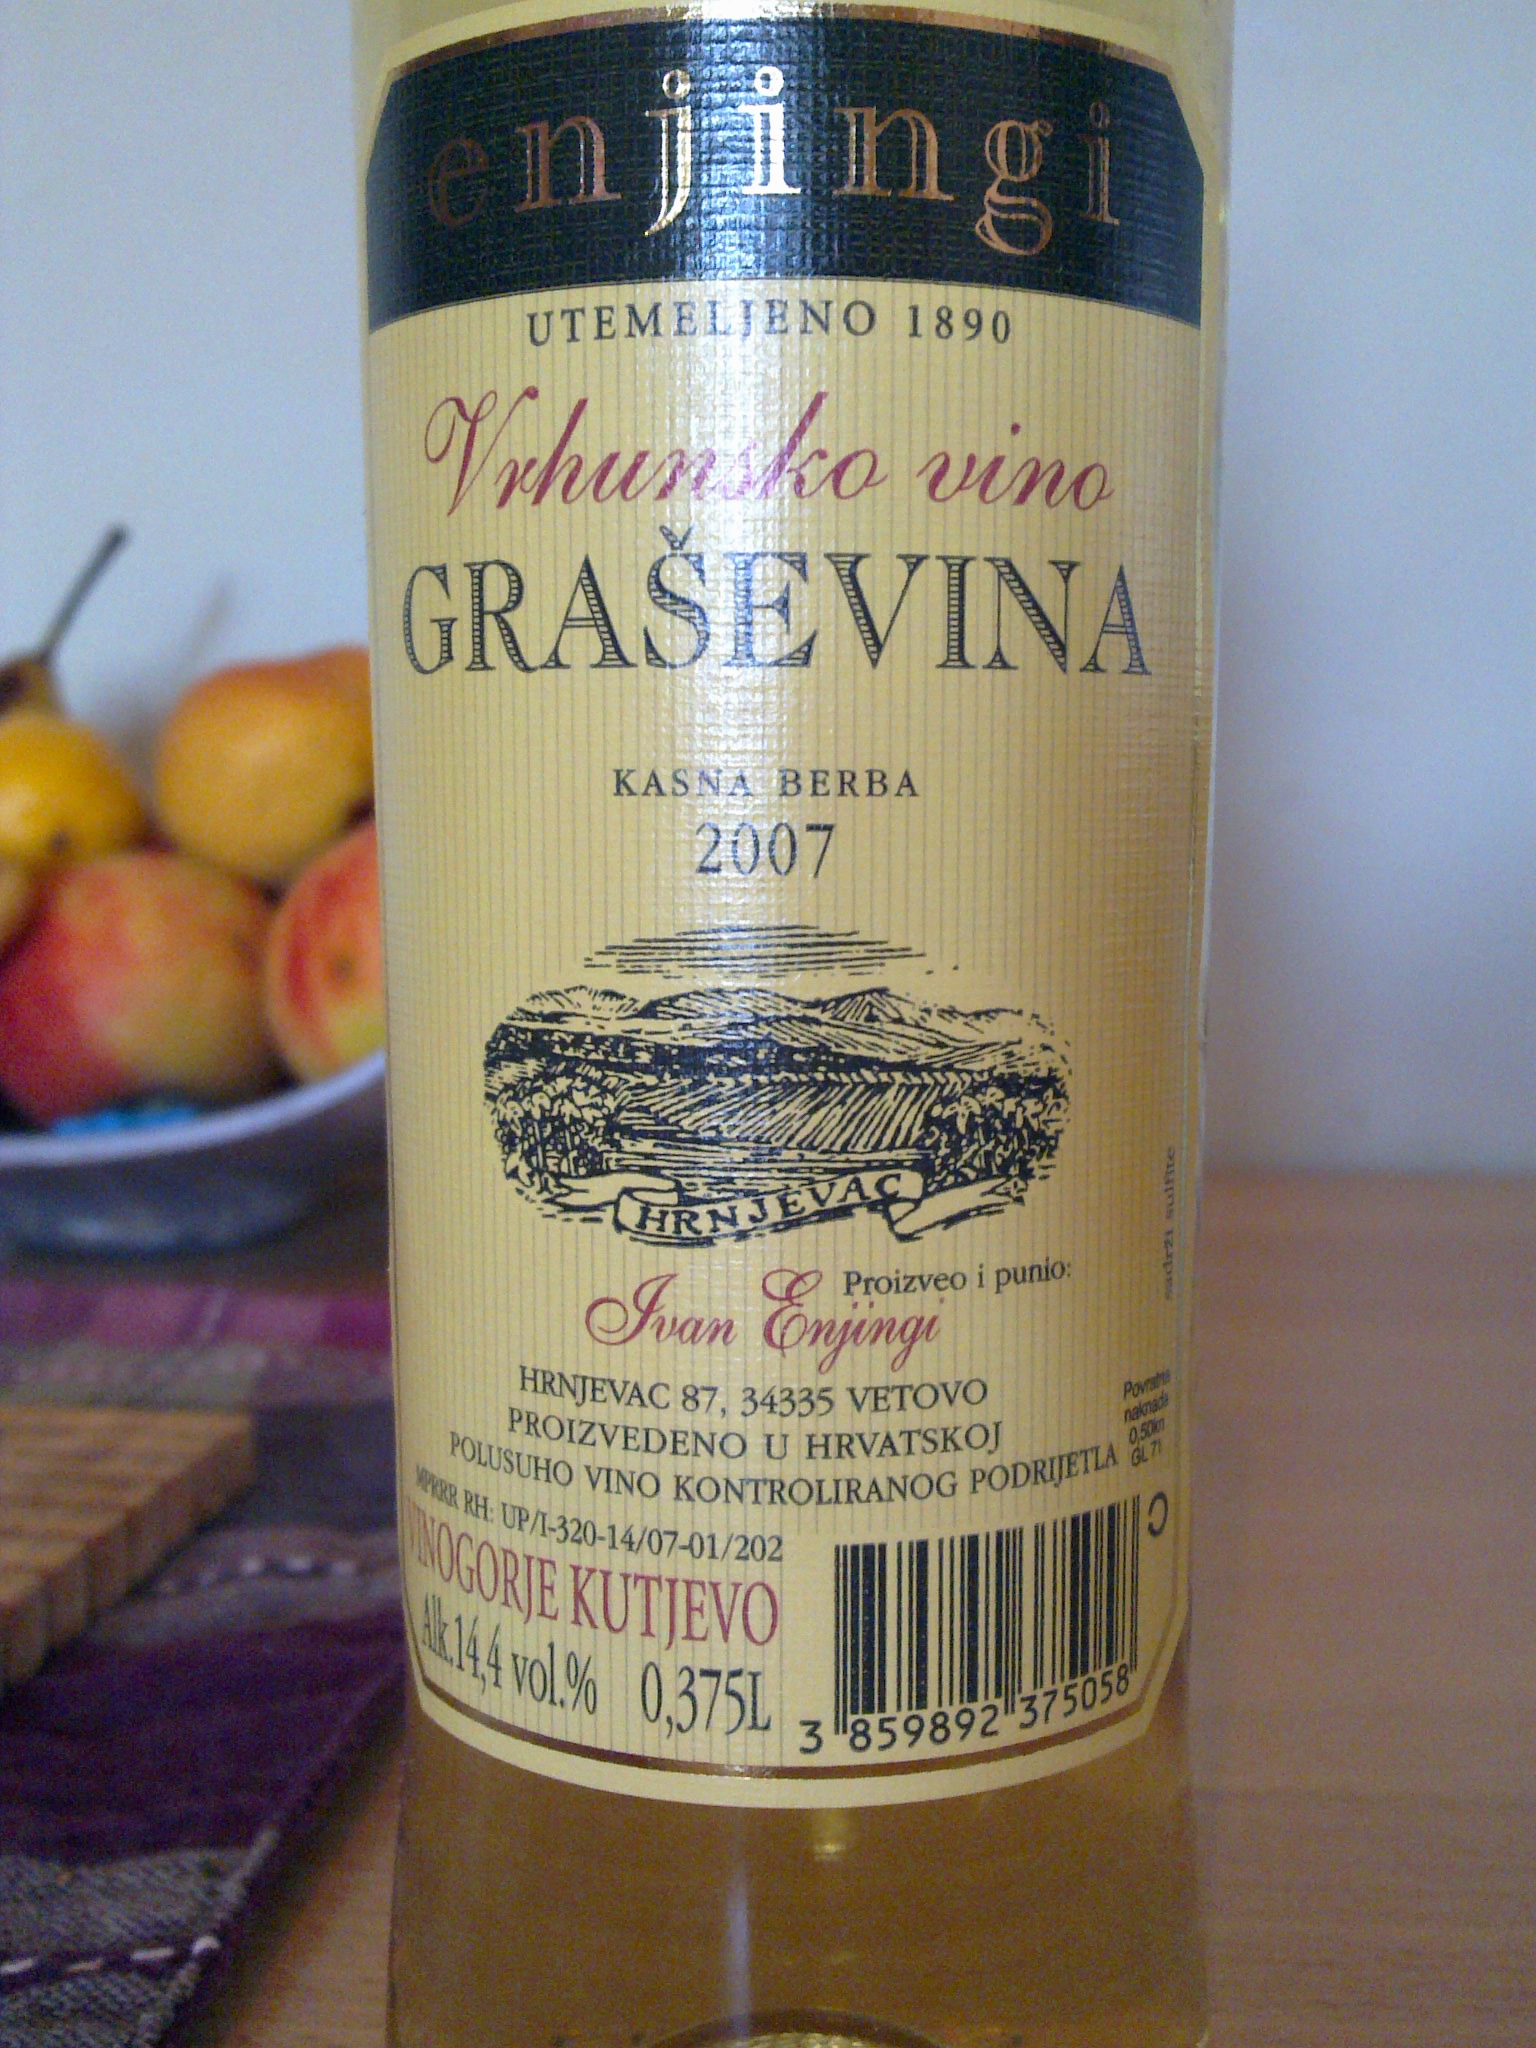 enjingi
UTEMELJENO 1890
Vrhunsko vino
GRAŠEVINA
KASNA BERBA
2007
HRNJEVAC
Proizveo i punio:
Ivan Enjingi
HRNJEVAC 87, 34335 VETOVO
PROIZVEDENO U HRVATSKOJ
POLUSUHO VINO KONTROLIRANOG PODRIJETLA
MPRRR RH: UP/I-320-14/07-01/202
VINOGORJE KUTJEVO
Alk.14,4 vol.% 0,375L
sadrži sulfite
Povratna
naknada
0,50kn
GL 71
C
3 859892 375058